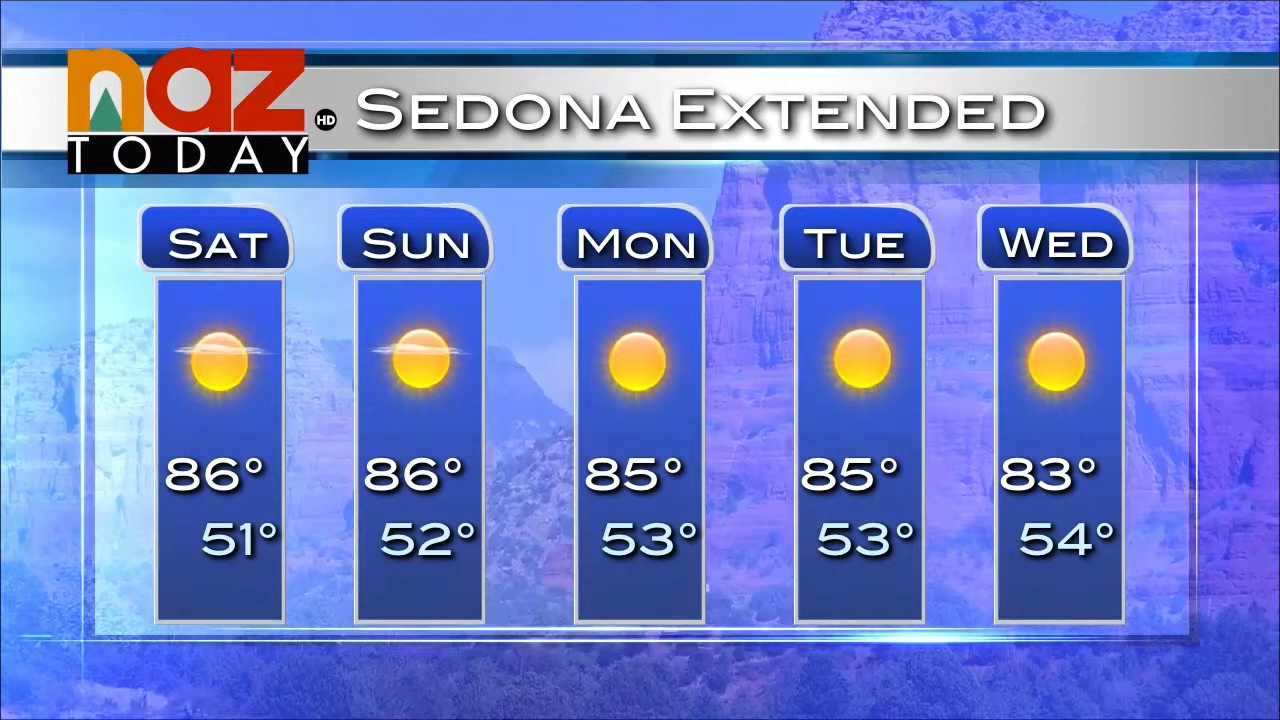 naz
TODAY
HD
SEDONA EXTENDED
SAT SUN MON TUE WED
86° 86° 85° 85° 83°
51° 52° 53° 53° 54°